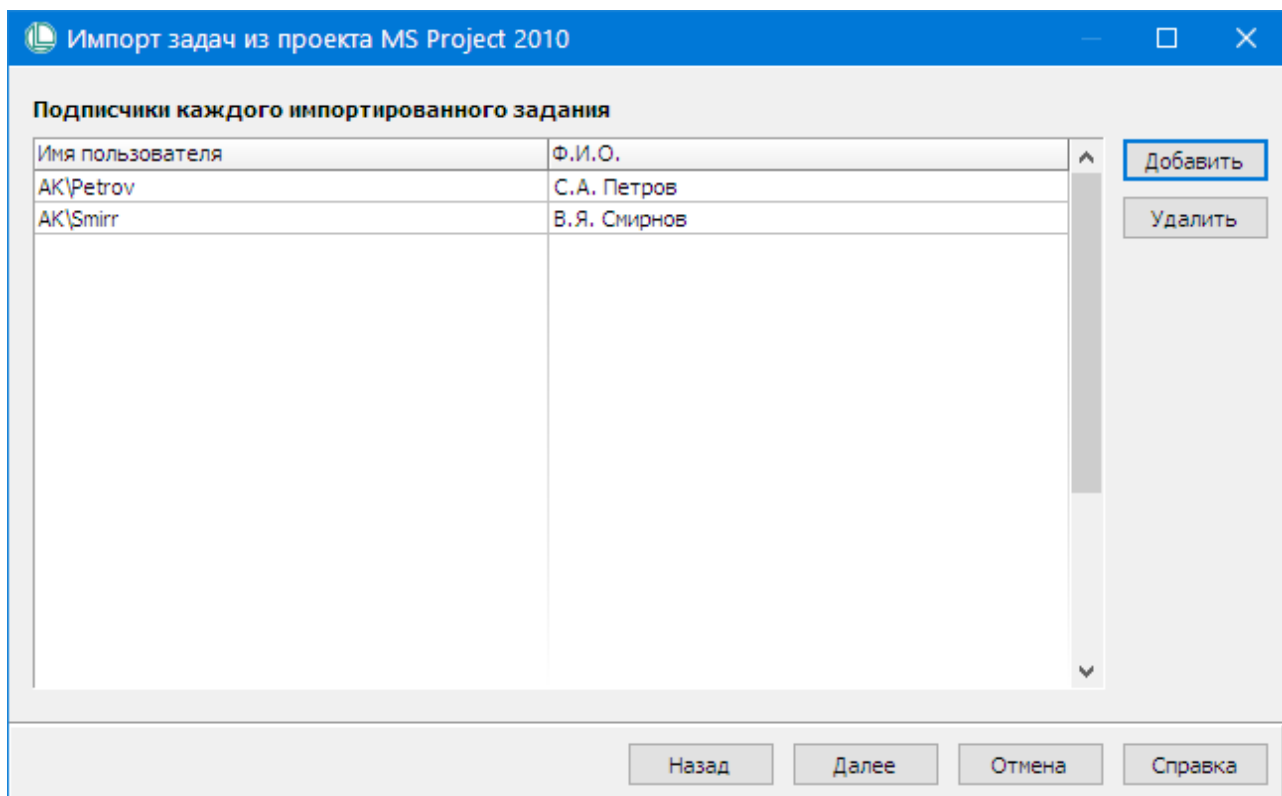 Импорт задач из проекта MS Project 2010
Подписчики каждого импортированного задания
Имя пользователя Ф.И.О.
AK\Petrov С.А. Петров
AK\Smirr В.Я. Смирнов
Добавить
Удалить
Назад Далее Отмена Справка